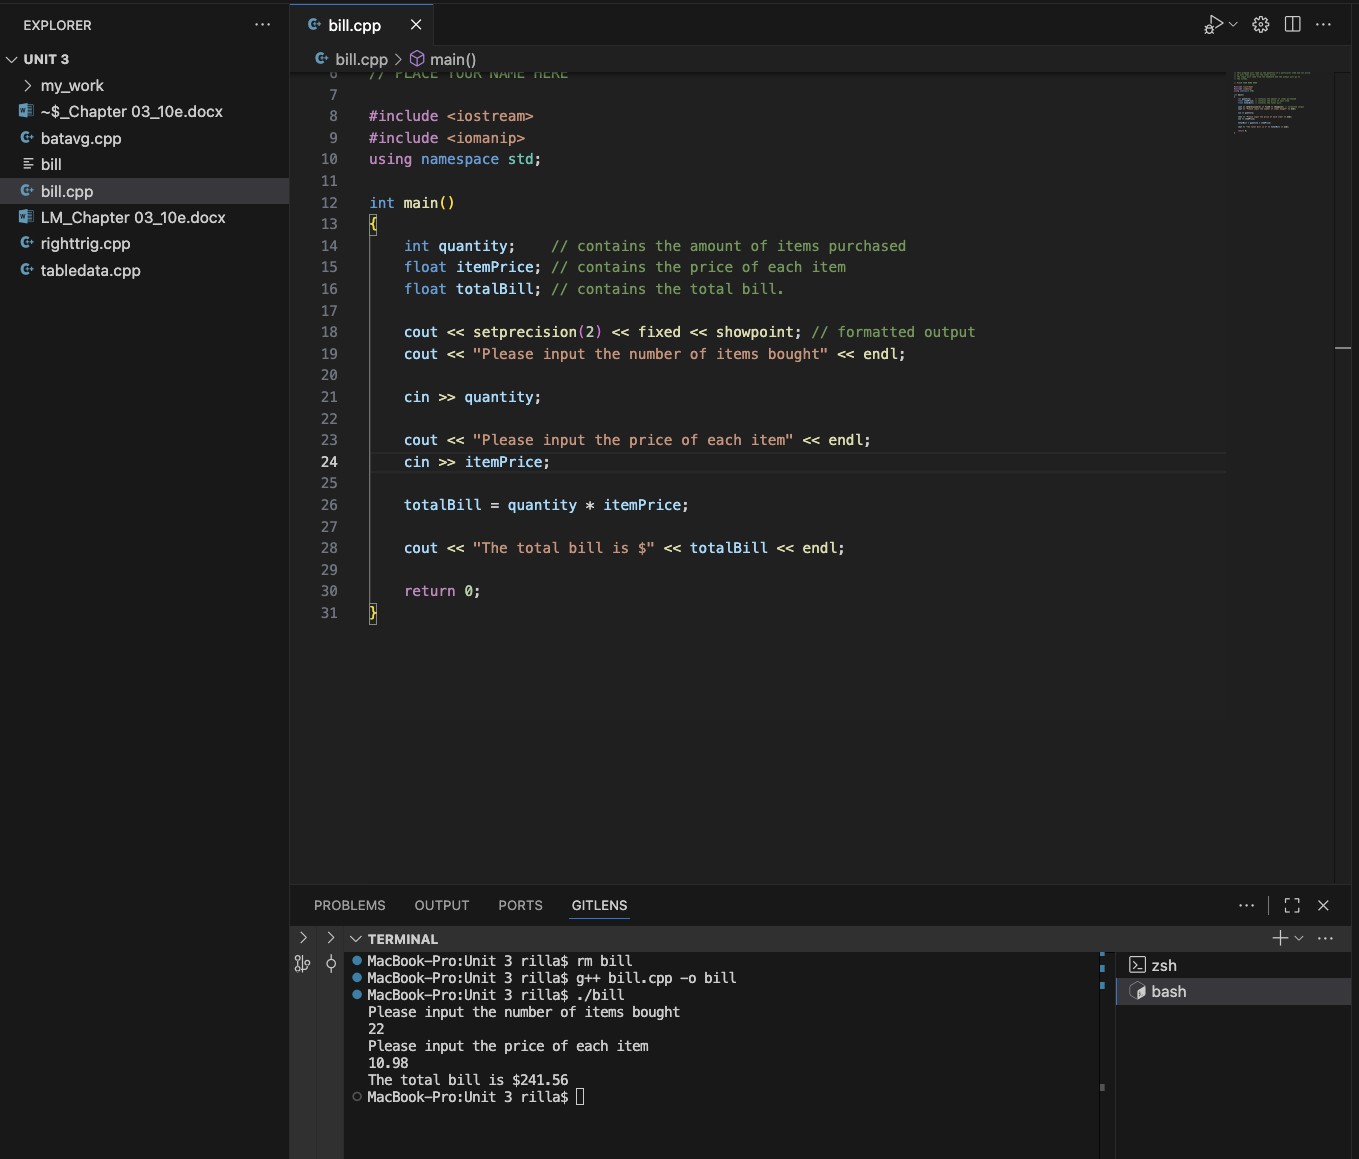 EXPLORER
UNIT 3
my_work
~$_Chapter 03_10e.docx
batavg.cpp
bill
bill.cpp
LM_Chapter 03_10e.docx
righttrig.cpp
tabledata.cpp
bill.cpp
bill.cpp > main()
6 // PLACE YOUR NAME HERE
7
8 #include <iostream>
9 #include <iomanip>
10 using namespace std;
11
12 int main()
13 {
14 int quantity; // contains the amount of items purchased
15 float itemPrice; // contains the price of each item
16 float totalBill; // contains the total bill.
17
18 cout << setprecision(2) << fixed << showpoint; // formatted output
19 cout << "Please input the number of items bought" << endl;
20
21 cin >> quantity;
22
23 cout << "Please input the price of each item" << endl;
24 cin >> itemPrice;
25
26 totalBill = quantity * itemPrice;
27
28 cout << "The total bill is $" << totalBill << endl;
29
30 return 0;
31 }
PROBLEMS OUTPUT PORTS GITLENS
TERMINAL
MacBook-Pro:Unit 3 rilla$ rm bill
MacBook-Pro:Unit 3 rilla$ g++ bill.cpp -o bill
MacBook-Pro:Unit 3 rilla$ ./bill
Please input the number of items bought
22
Please input the price of each item
10.98
The total bill is $241.56
MacBook-Pro:Unit 3 rilla$
zsh
bash